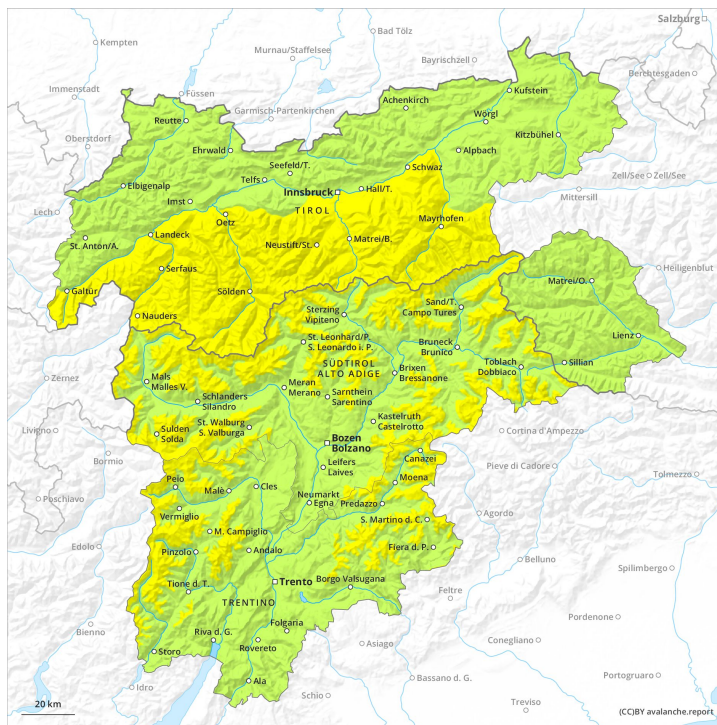 Salzburg
Kempten
Bad Tölz
Murnau/Staffelsee
Bayrischzell
Berchtesgaden
Immenstadt
Füssen
Garmisch-Partenkirchen
Achenkirch
Kufstein
Reutte
Wörgl
Kitzbühel
Oberstdorf
Ehrwald
Alpbach
Seefeld/T.
Schwaz
Zell/See
Zell/See
Telfs
Innsbruck
Hall/T.
Elbigenalp
Mittersill
Lech
Imst
TIROL
Oetz
Mayrhofen
St. Anton/A.
Landeck
Neustift/St.
Matrei/B.
Serfaus
Heiligenblut
Galtür
Sölden
Matrei/O.
Nauders
Sterzing
Vipiteno
Sand/T.
Campo Tures
Lienz
St. Leonhard/P.
S. Leonardo i. P.
Bruneck
Brunico
SÜDTIROL
ALTO ADIGE
Brixen
Bressanone
Toblach
Dobbiaco
Sillian
Zernez
Mals
Malles V.
Meran
Merano
Schlanders
Silandro
Sarnthein
Sarentino
St. Walburg
S. Valburga
Kastelruth
Castelrotto
Livigno
Sulden
Solda
Bozen
Bolzano
Cortina d'Ampezzo
Bormio
Canazei
Leifers
Laives
Pieve di Cadore
Tolmezzo
Peio
Moena
Poschiavo
Malè
Cles
Neumarkt
Egna
Predazzo
Vermiglio
Agordo
S. Martino d. C.
M. Campiglio
Edolo
Pinzolo
Andalo
Fiera d. P.
Belluno
Spilimbergo
Tione d. T.
Trento
Borgo Valsugana
Feltre
TRENTINO
Pordenone
Bienno
Folgaria
Riva d. G.
Conegliano
Storo
Rovereto
Asiago
Ala
Bassano d. G.
Portogruaro
Idro
Schio
Treviso
20 km
(CC)BY avalanche.report